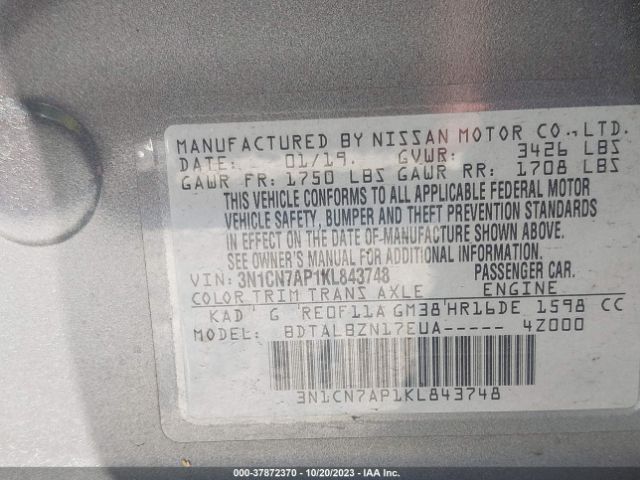 MANUFACTURED BY NISSAN MOTOR CO.,LTD.
DATE: 01/19. GVWR: 3426 LBS
GAWR FR: 1750 LBS GAWR RR: 1708 LBS
THIS VEHICLE CONFORMS TO ALL APPLICABLE FEDERAL MOTOR
VEHICLE SAFETY, BUMPER AND THEFT PREVENTION STANDARDS
IN EFFECT ON THE DATE OF MANUFACTURE SHOWN ABOVE.
SEE OWNER'S MANUAL FOR ADDITIONAL INFORMATION.
VIN: 3N1CN7AP1KL843748 PASSENGER CAR.
COLOR TRIM TRANS AXLE ENGINE
KAD G RE0F11A GM38 HR16DE 1598 CC
MODEL: BDTALBZN17EUA----- 4Z000
3N1CN7AP1KL843748
000-37872370 | 10/20/2023 | IAA Inc.